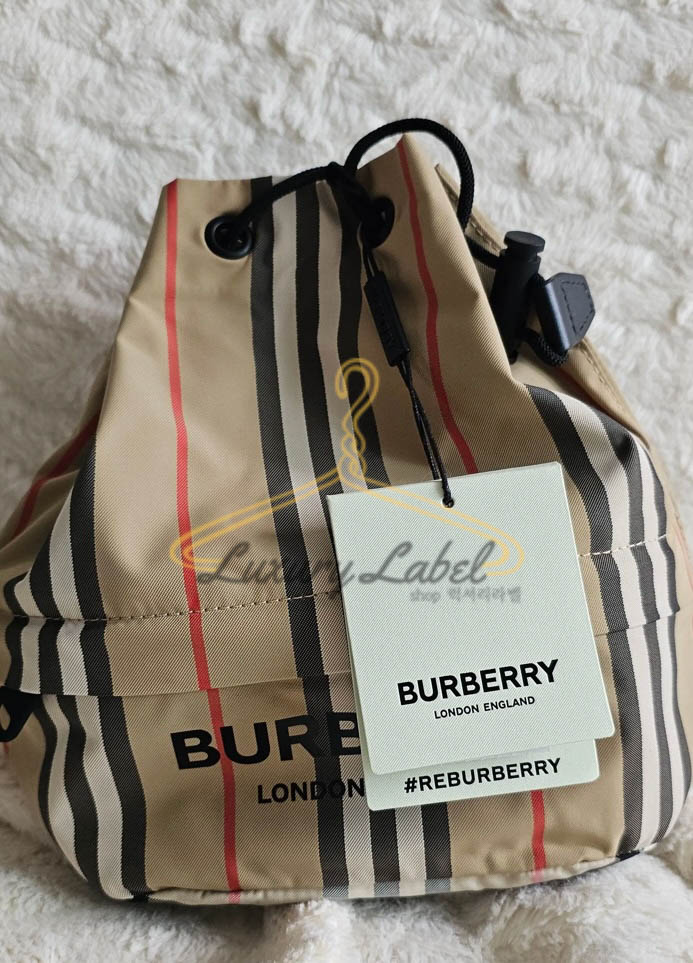 Luxury Label
shop 럭셔리라벨
BURBERRY
LONDON ENGLAND
#REBURBERRY
BURB
LONDON